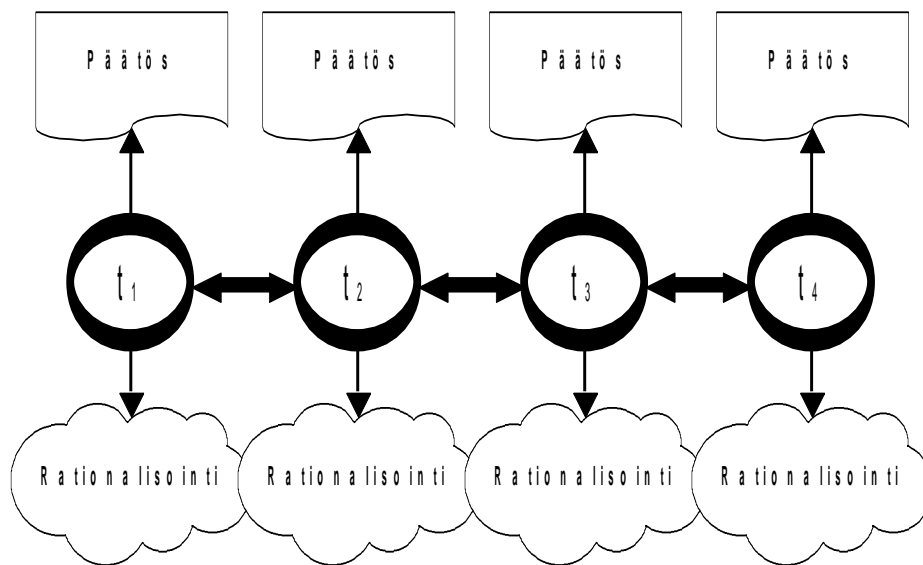 Päätös Päätös Päätös Päätös
t₁ t₂ t₃ t₄
Rationalisointi Rationalisointi Rationalisointi Rationalisointi